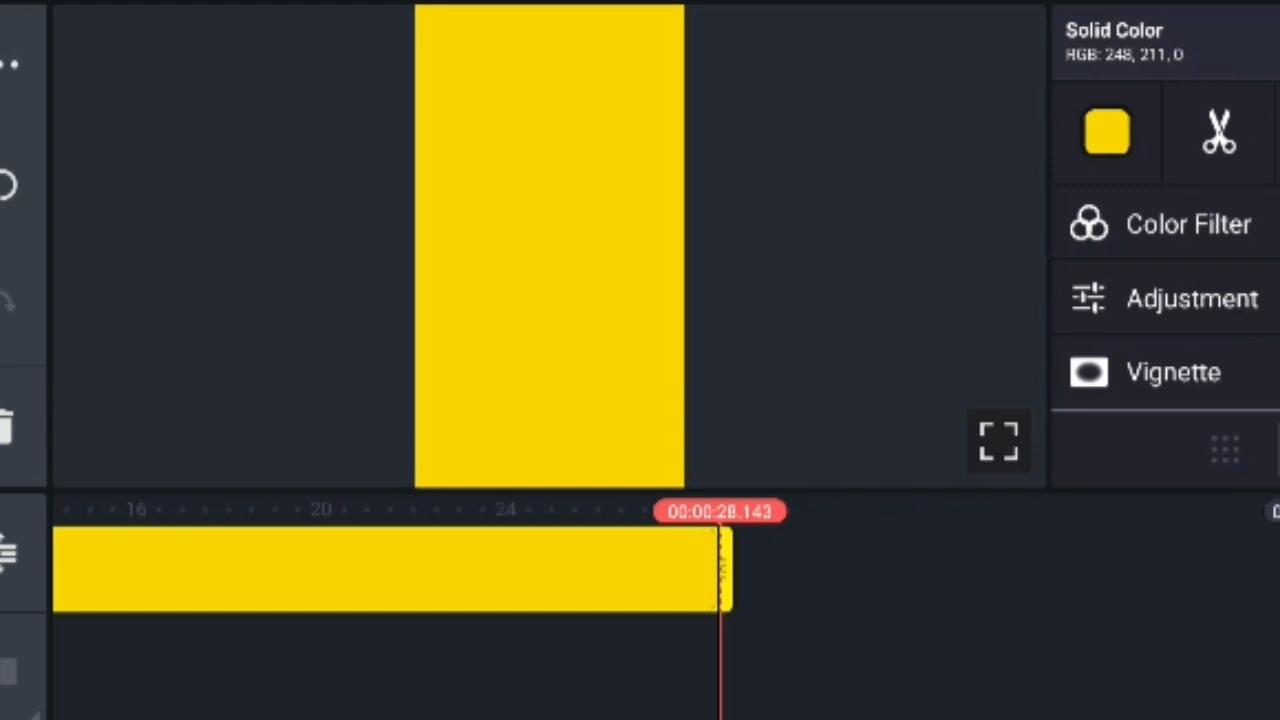 Solid Color
RGB: 248, 211, 0
Color Filter
Adjustment
Vignette
16
20
24
00:00:28.143